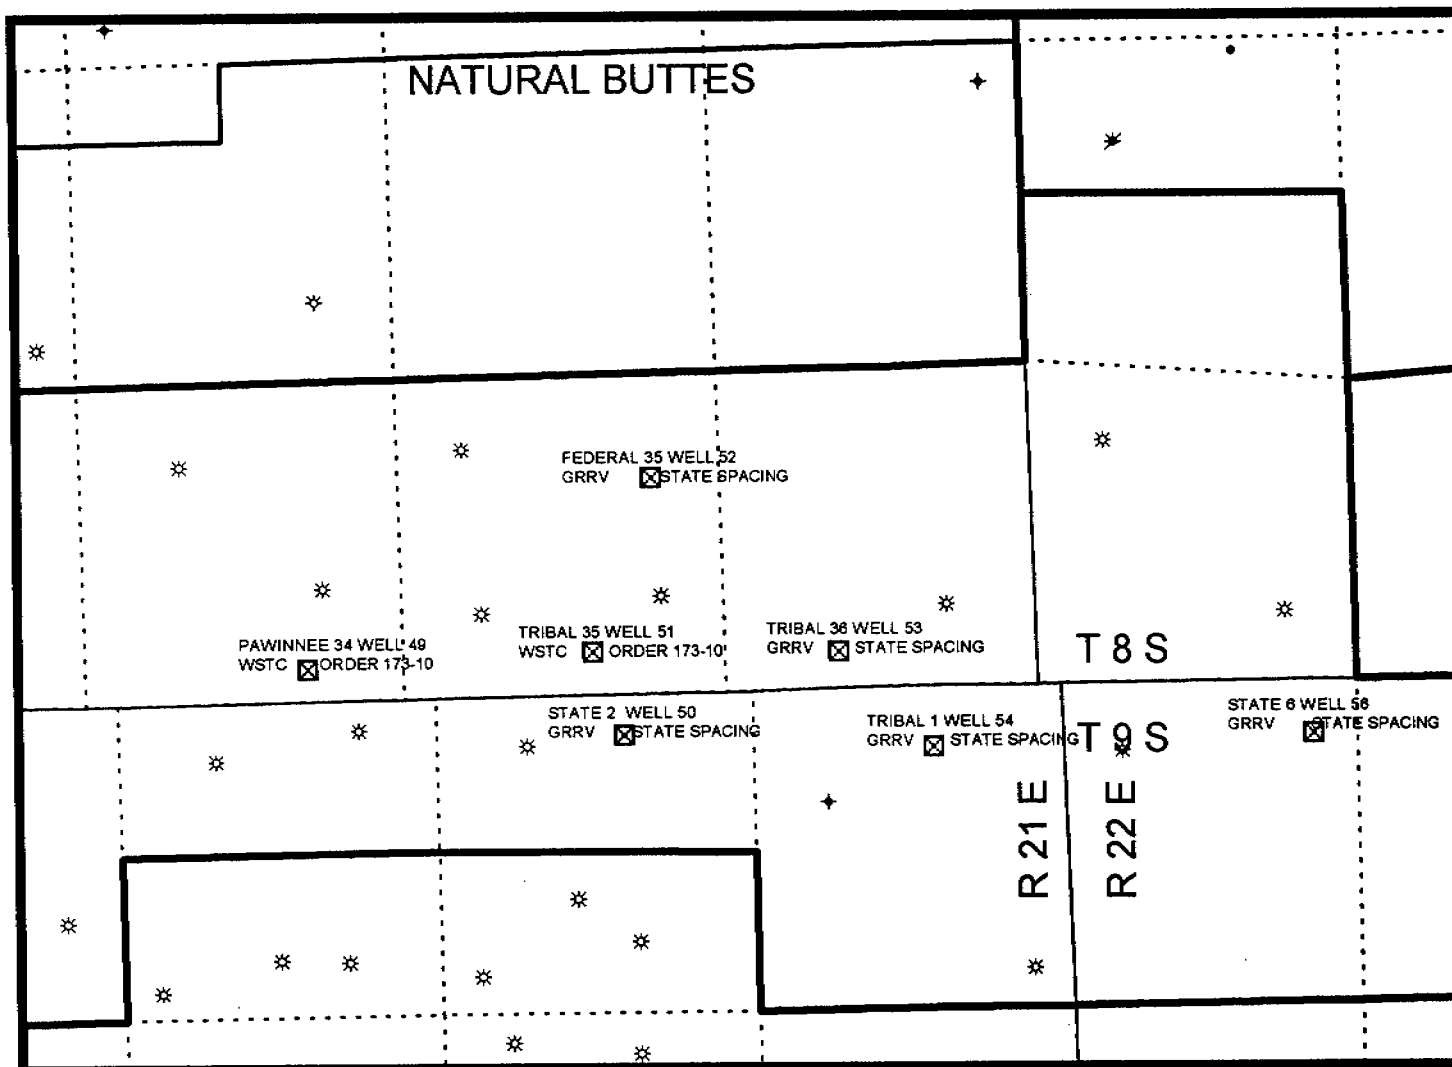 NATURAL BUTTES
FEDERAL 35 WELL 52
GRRV STATE SPACING
PAWINNEE 34 WELL 49
WSTC ORDER 173-10
TRIBAL 35 WELL 51
WSTC ORDER 173-10
TRIBAL 36 WELL 53
GRRV STATE SPACING
T 8 S
STATE 2 WELL 50
GRRV STATE SPACING
TRIBAL 1 WELL 54
GRRV STATE SPACING
T 9 S
STATE 6 WELL 56
GRRV STATE SPACING
R 21 E
R 22 E